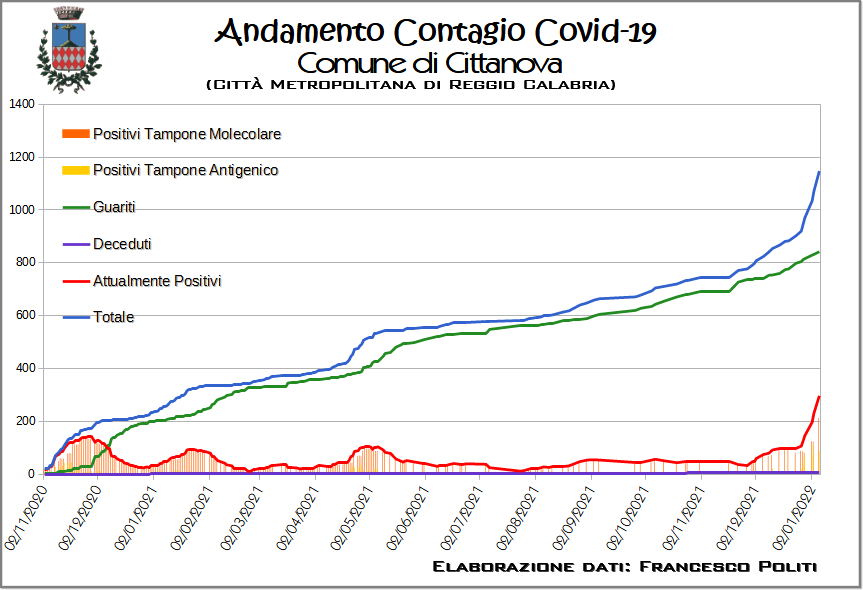 Andamento Contagio Covid-19
Comune di Cittanova
(Città Metropolitana di Reggio Calabria)
1400
1200
1000
800
600
400
200
0
Positivi Tampone Molecolare
Positivi Tampone Antigenico
Guariti
Deceduti
Attualmente Positivi
Totale
02/11/2020
02/12/2020
02/01/2021
02/02/2021
02/03/2021
02/04/2021
02/05/2021
02/06/2021
02/07/2021
02/08/2021
02/09/2021
02/10/2021
02/11/2021
02/12/2021
02/01/2022
Elaborazione dati: Francesco Politi